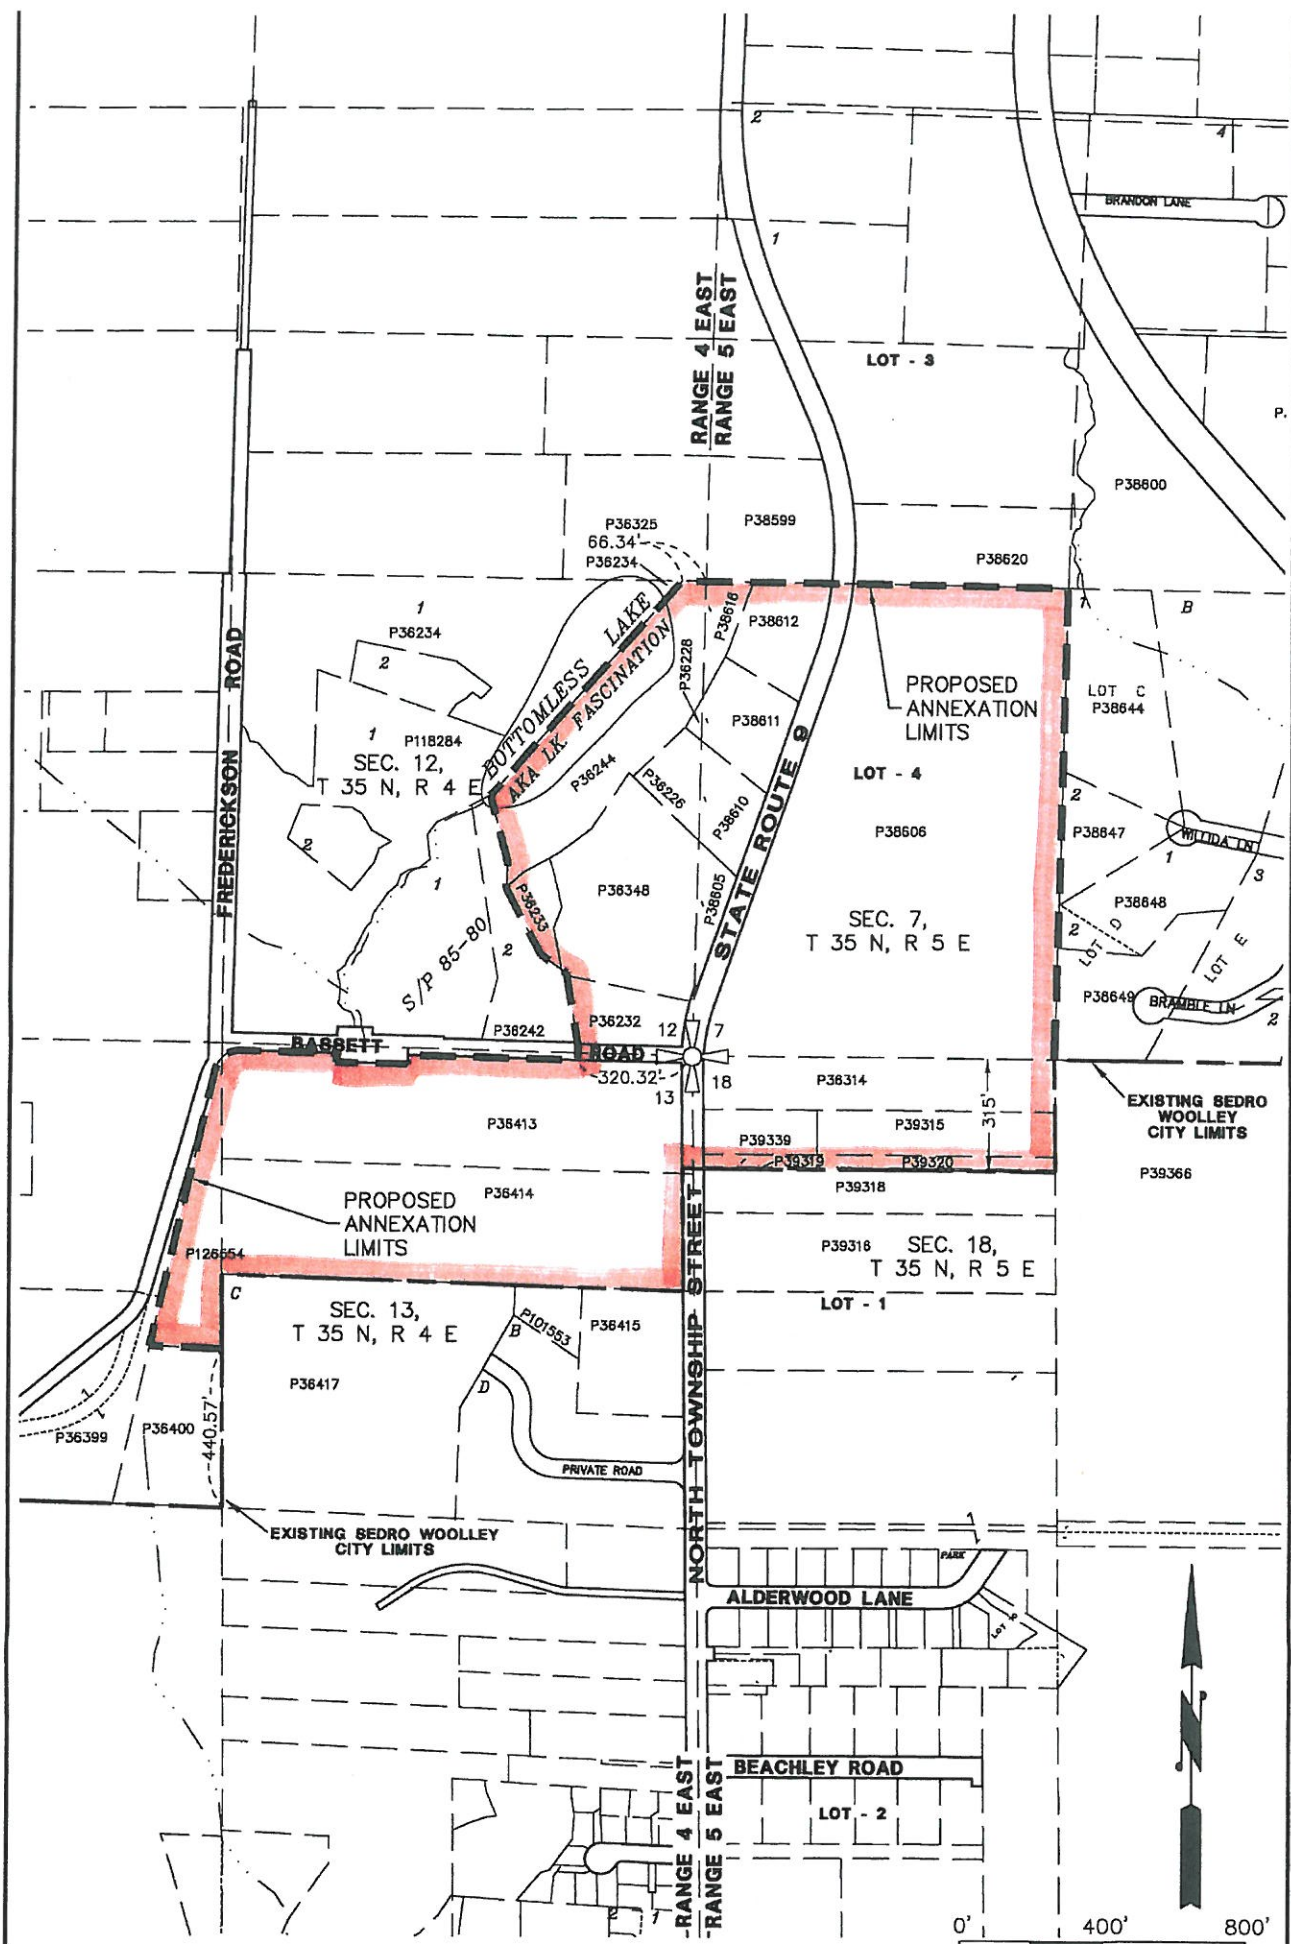 2
4
BRANDON LANE
1
RANGE 4 EAST
RANGE 5 EAST
LOT - 3
P38600
P36325
66.34'
P36234
P38599
P38620
1
P36234
2
BOTTOMLESS LAKE
AKA LK. FASCINATION
P38618
P38612
P36228
B
PROPOSED
ANNEXATION
LIMITS
LOT C
P38644
P38611
FREDERICKSON ROAD
1
P118284
SEC. 12,
T 35 N, R 4 E
P36244
P36226
P38610
LOT - 4
P38606
2
P38647
WILLIDA LN
1
3
2
1
P36233
P36348
P38605
STATE ROUTE 9
P38648
SEC. 7,
T 35 N, R 5 E
2
LOT D
LOT E
S/P 85-80
2
P38649
BRAMBLE LN
2
P36242
P36232
12
7
BASSETT
ROAD
320.32'
13
18
P36314
315'
EXISTING SEDRO
WOOLLEY
CITY LIMITS
P36413
P39339
P39315
P39319
P39320
P39366
P36414
P39318
PROPOSED
ANNEXATION
LIMITS
P126654
P39316
SEC. 18,
T 35 N, R 5 E
LOT - 1
C
SEC. 13,
T 35 N, R 4 E
P101553
B
P36415
D
P36417
1
1
P36399
P36400
440.57'
PRIVATE ROAD
NORTH TOWNSHIP STREET
EXISTING SEDRO WOOLLEY
CITY LIMITS
1
PARK
ALDERWOOD LANE
BEACHLEY ROAD
LOT - 2
RANGE 4 EAST
RANGE 5 EAST
2
1
0'
400'
800'